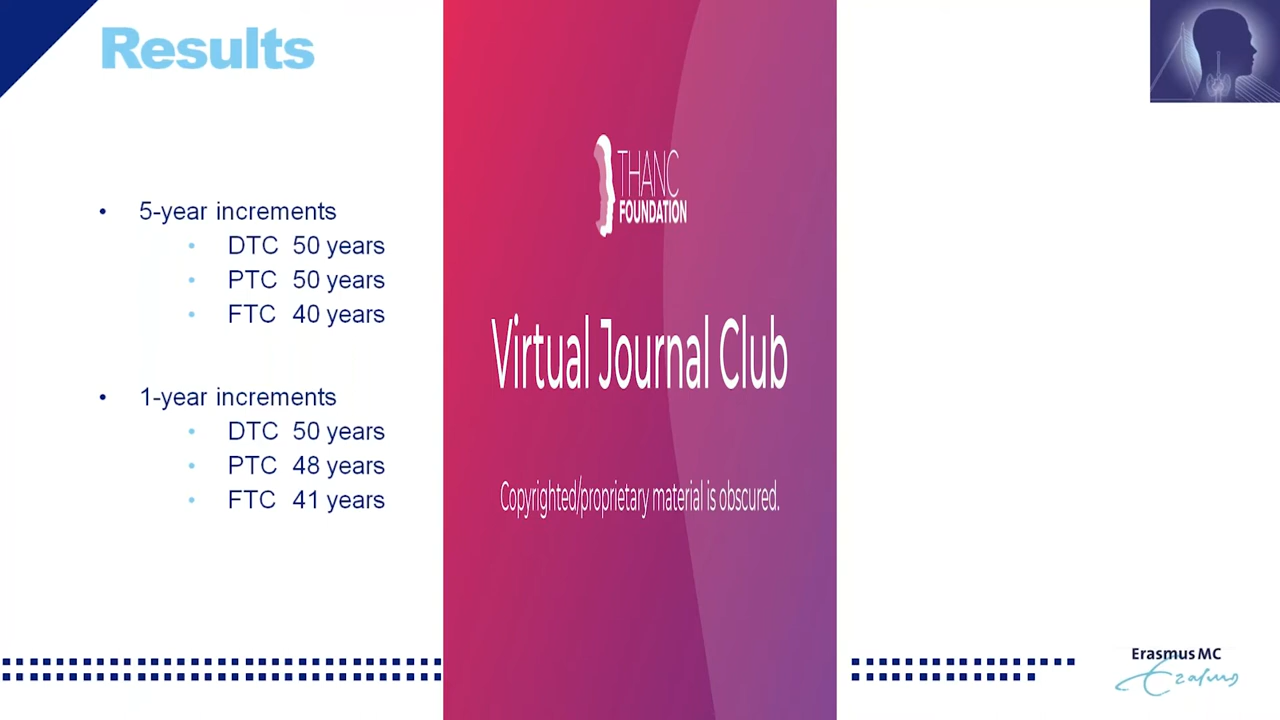 Results
• 5-year increments
• DTC 50 years
• PTC 50 years
• FTC 40 years
• 1-year increments
• DTC 50 years
• PTC 48 years
• FTC 41 years
THANC
FOUNDATION
Virtual Journal Club
Copyrighted/proprietary material is obscured.
Erasmus MC
Erasmus